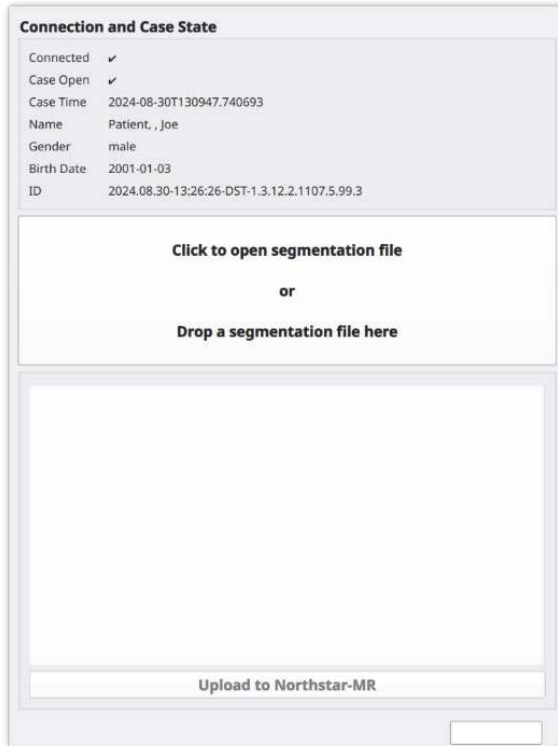 Connection and Case State
Connected ✔
Case Open ✔
Case Time 2024-08-30T130947.740693
Name Patient, , Joe
Gender male
Birth Date 2001-01-03
ID 2024.08.30-13:26:26-DST-1.3.12.2.1107.5.99.3
Click to open segmentation file
or
Drop a segmentation file here
Upload to Northstar-MR